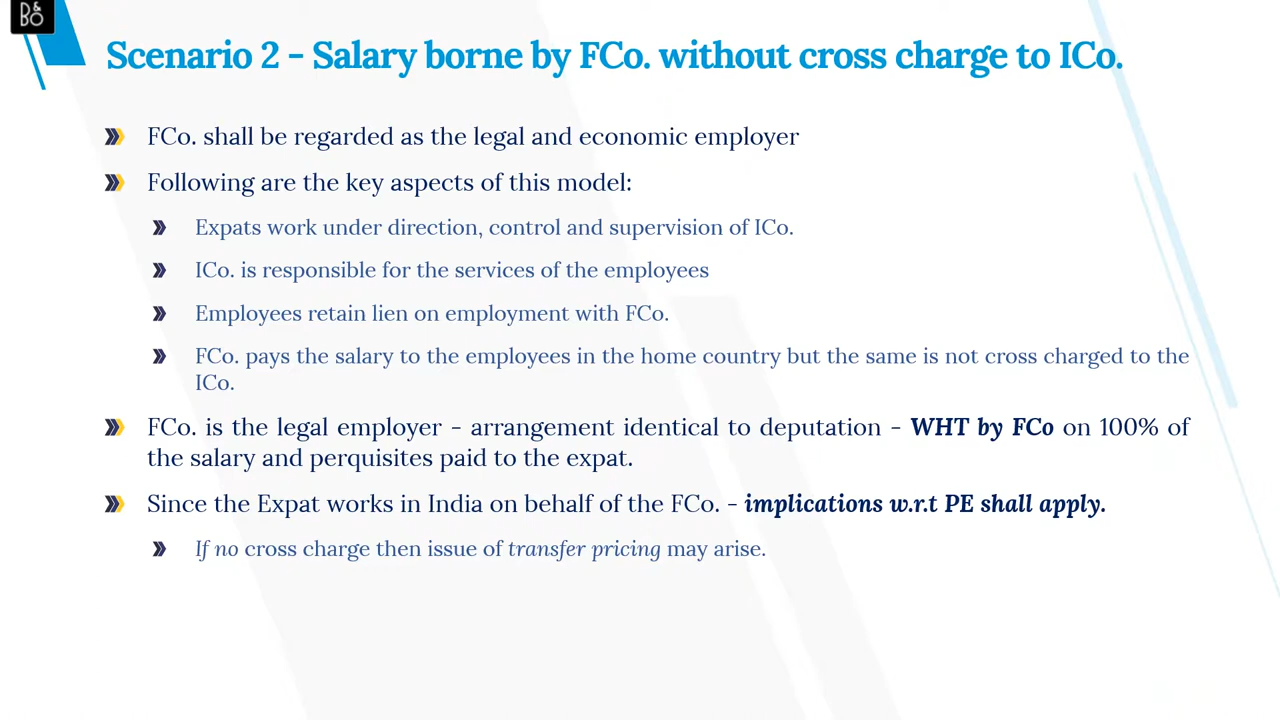 B&O
Scenario 2 - Salary borne by FCo. without cross charge to ICo.
FCo. shall be regarded as the legal and economic employer
Following are the key aspects of this model:
Expats work under direction, control and supervision of ICo.
ICo. is responsible for the services of the employees
Employees retain lien on employment with FCo.
FCo. pays the salary to the employees in the home country but the same is not cross charged to the
ICo.
FCo. is the legal employer - arrangement identical to deputation - WHT by FCo on 100% of
the salary and perquisites paid to the expat.
Since the Expat works in India on behalf of the FCo. - implications w.r.t PE shall apply.
If no cross charge then issue of transfer pricing may arise.